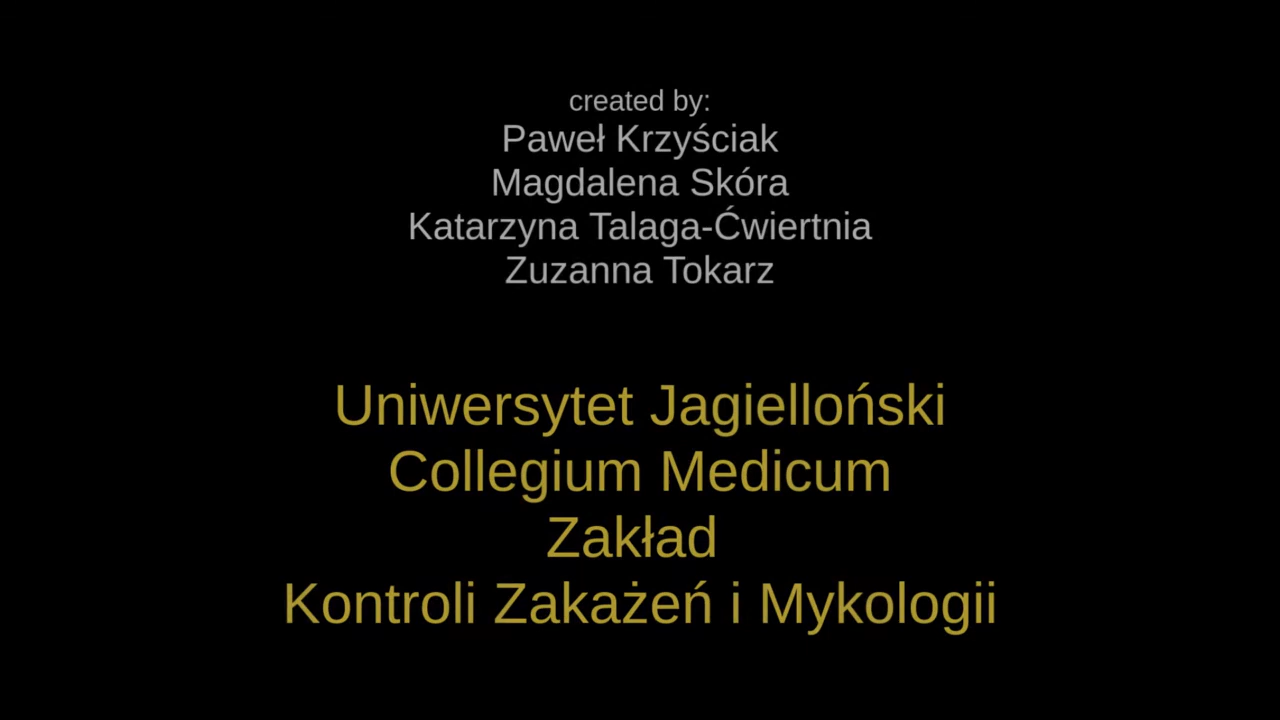 created by:
Paweł Krzyściak
Magdalena Skóra
Katarzyna Talaga-Ćwiertnia
Zuzanna Tokarz
Uniwersytet Jagielloński
Collegium Medicum
Zakład
Kontroli Zakażeń i Mykologii